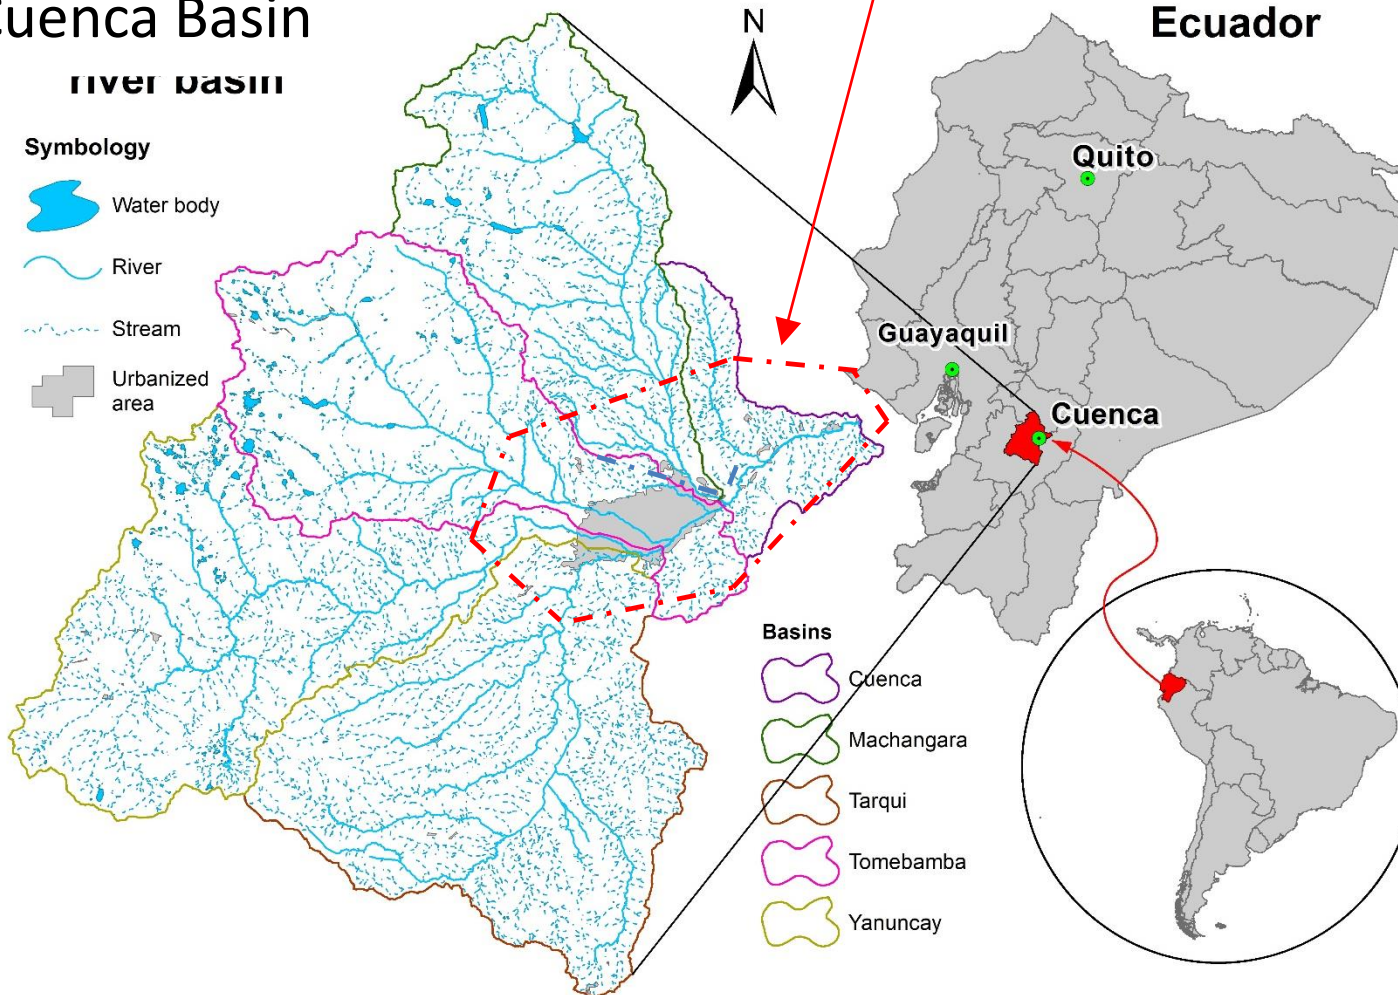 Cuenca Basin
river basin
Symbology
Water body
River
Stream
Urbanized
area
N
Ecuador
Quito
Guayaquil
Cuenca
Basins
Cuenca
Machangara
Tarqui
Tomebamba
Yanuncay